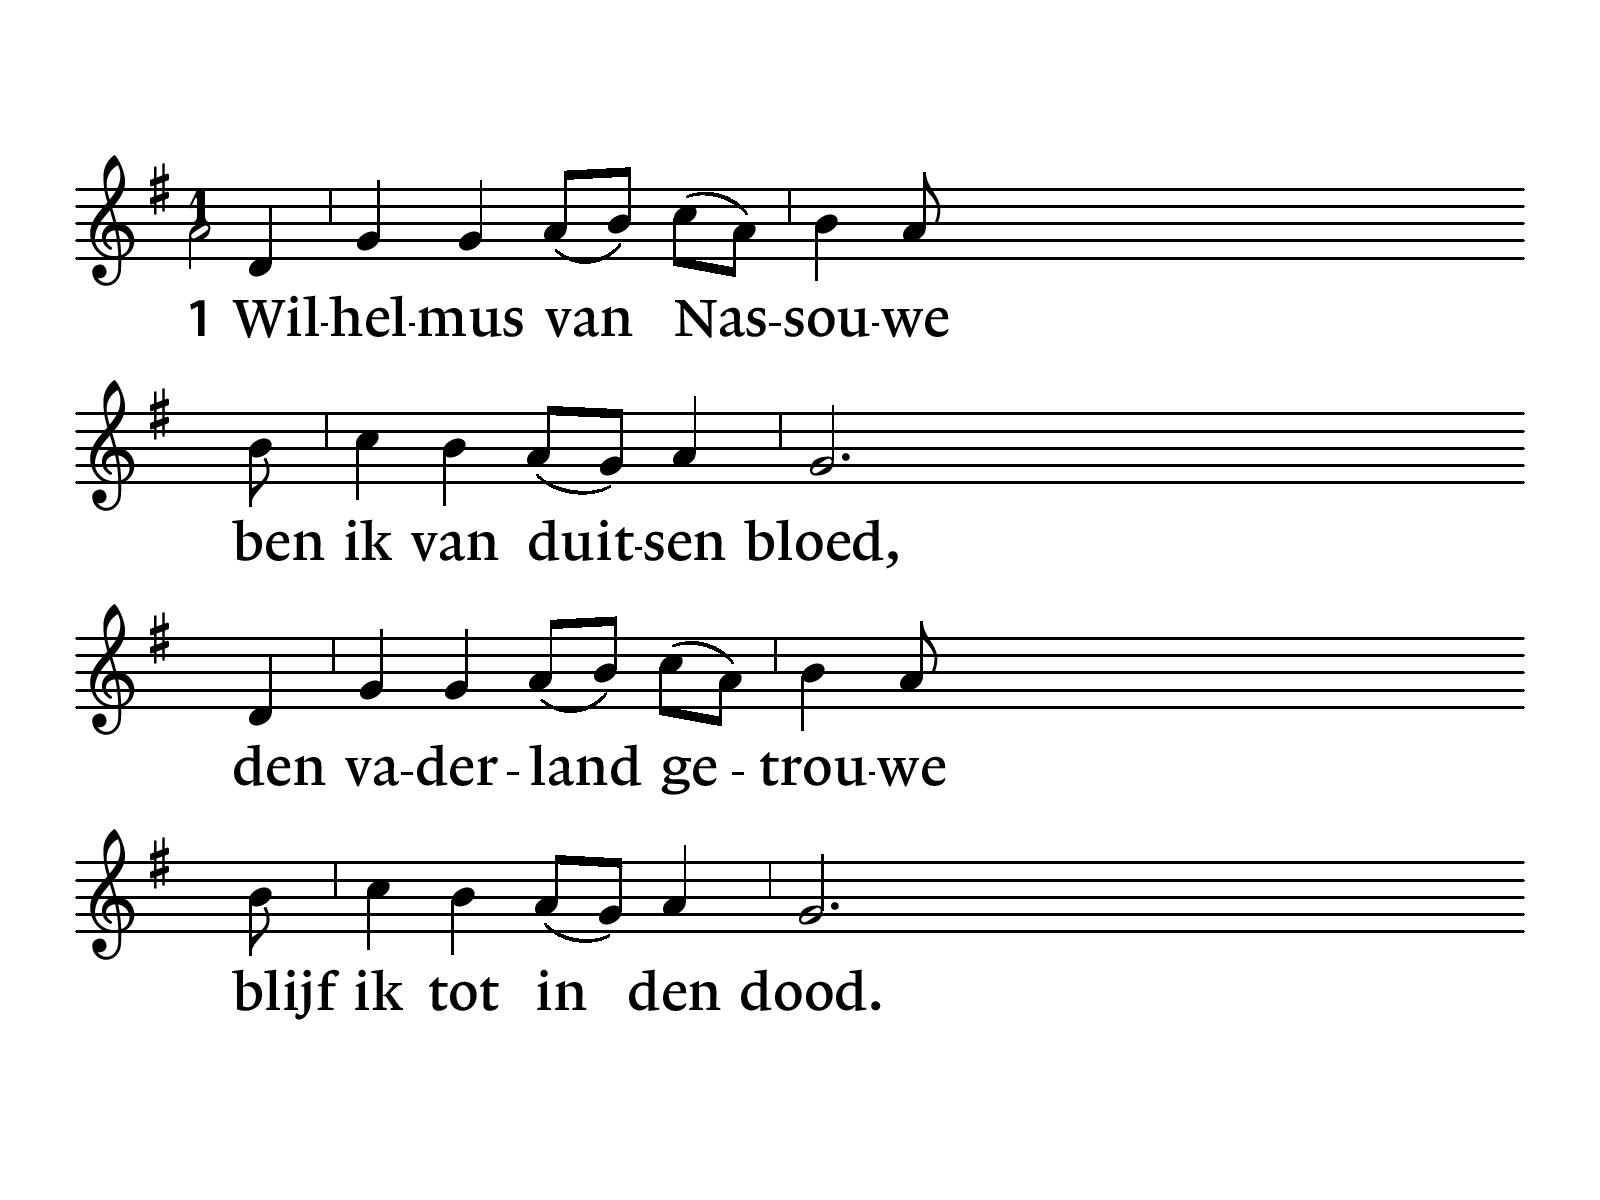 1 Wil-hel-mus van Nas-sou-we
ben ik van duit-sen bloed,
den va-der-land ge-trou-we
blijf ik tot in den dood.